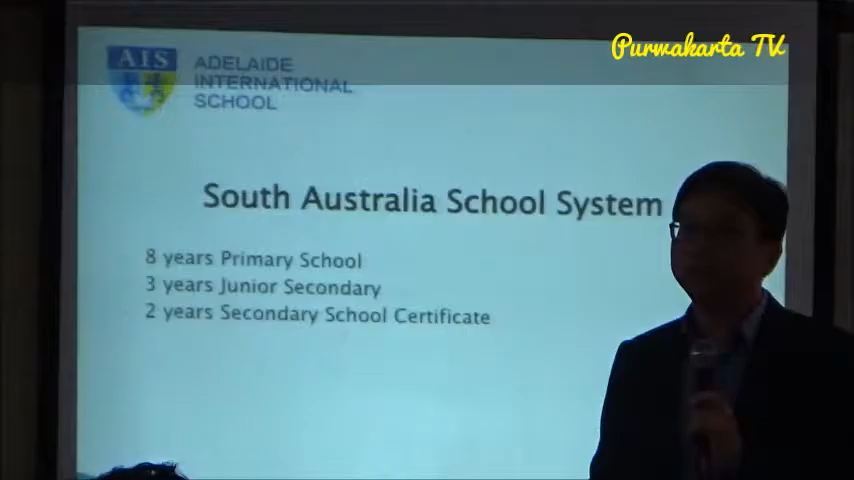 Purwakarta TV
AIS
ADELAIDE
INTERNATIONAL
SCHOOL
South Australia School System
8 years Primary School
3 years Junior Secondary
2 years Secondary School Certificate